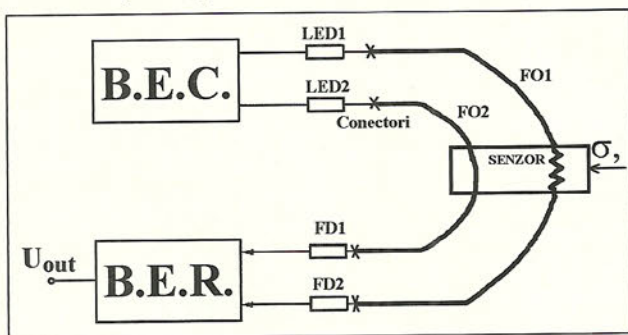 LED1
B.E.C.
FO1
LED2
FO2
Conectori
SENZOR
σ,
FD1
Uout
B.E.R.
FD2